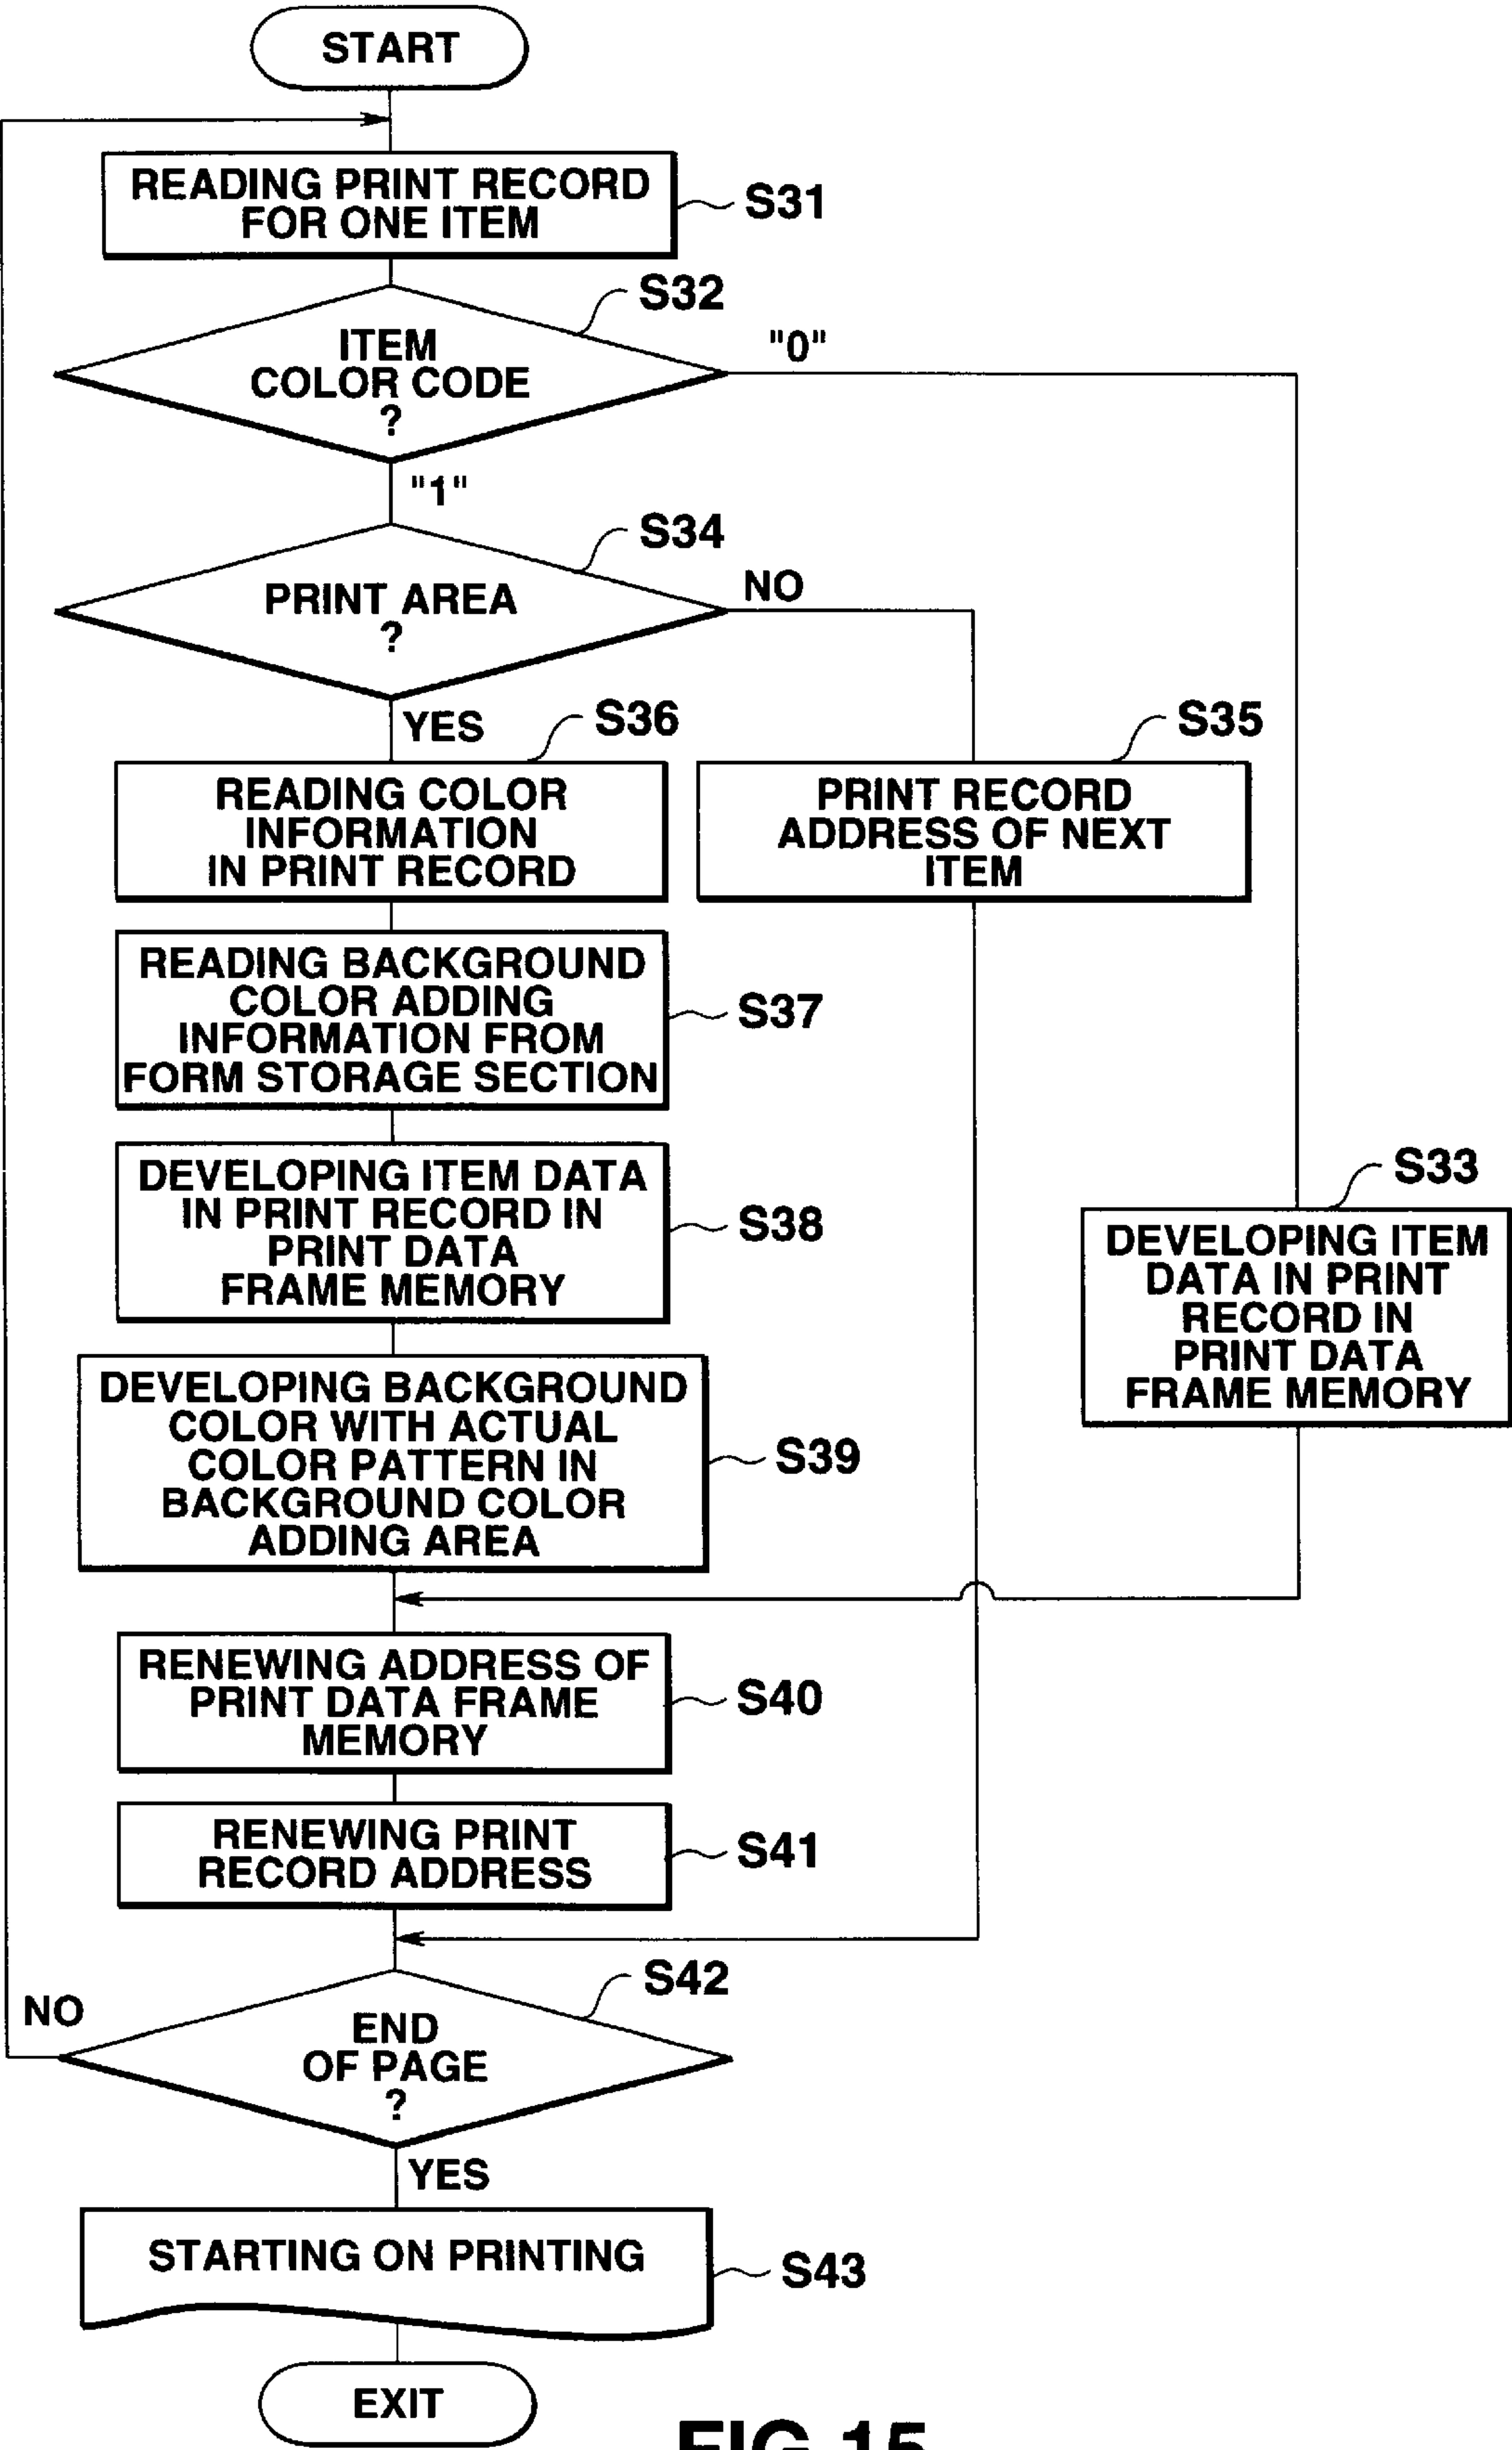 START
READING PRINT RECORD
FOR ONE ITEM
S31
S32
ITEM
COLOR CODE
?
"0"
"1"
S34
PRINT AREA
?
NO
YES
S36
S35
READING COLOR
INFORMATION
IN PRINT RECORD
PRINT RECORD
ADDRESS OF NEXT
ITEM
READING BACKGROUND
COLOR ADDING
INFORMATION FROM
FORM STORAGE SECTION
S37
DEVELOPING ITEM DATA
IN PRINT RECORD IN
PRINT DATA
FRAME MEMORY
S38
S33
DEVELOPING ITEM
DATA IN PRINT
RECORD IN
PRINT DATA
FRAME MEMORY
DEVELOPING BACKGROUND
COLOR WITH ACTUAL
COLOR PATTERN IN
BACKGROUND COLOR
ADDING AREA
S39
RENEWING ADDRESS OF
PRINT DATA FRAME
MEMORY
S40
RENEWING PRINT
RECORD ADDRESS
S41
S42
NO
END
OF PAGE
?
YES
STARTING ON PRINTING
S43
EXIT
FIG.15